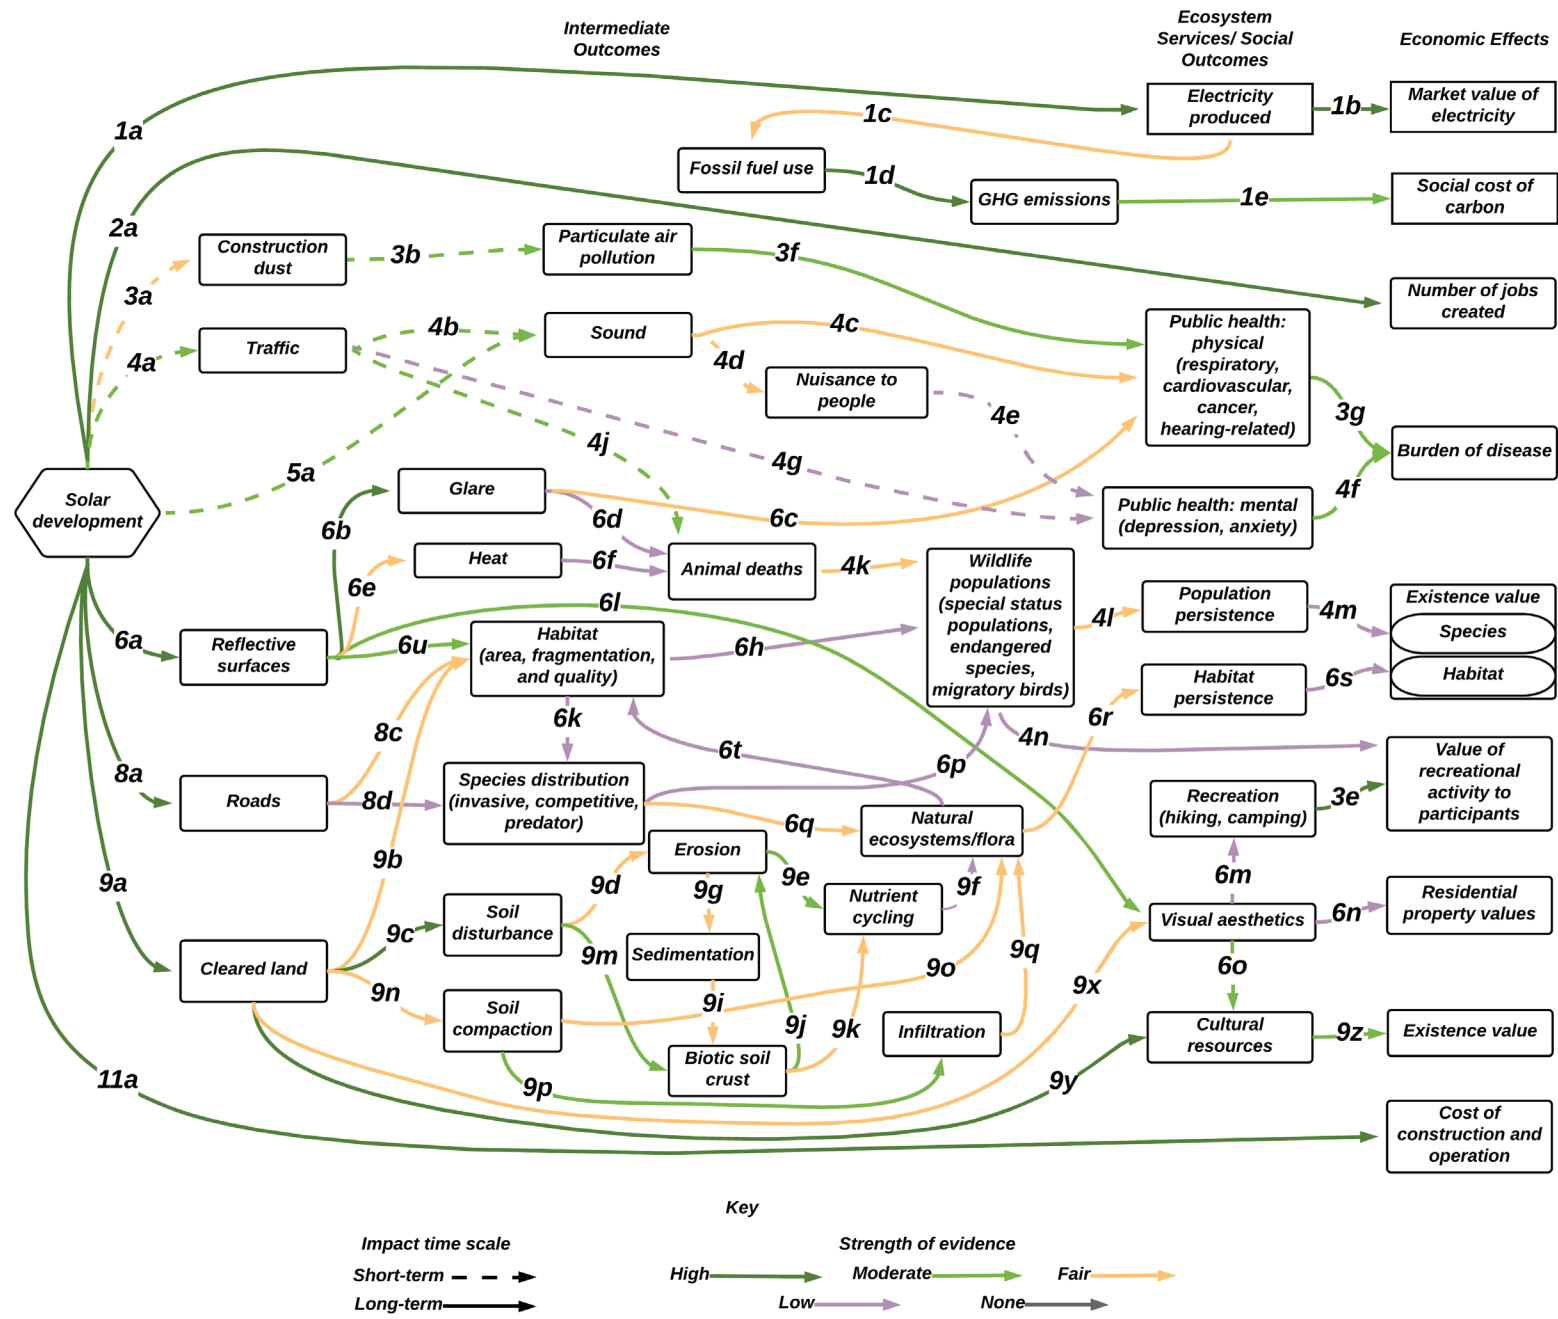 Intermediate
Outcomes
Ecosystem
Services/ Social
Outcomes
Economic Effects
1a
Electricity
produced
1b
Market value of
electricity
1c
Fossil fuel use
1d
GHG emissions
1e
Social cost of
carbon
2a
Construction
dust
3b
Particulate air
pollution
3f
3a
Number of jobs
created
Traffic
4a
4b
Sound
4c
4d
Nuisance to
people
4e
Public health:
physical
(respiratory,
cardiovascular,
cancer,
hearing-related)
3g
Burden of disease
4f
4j
4g
5a
Solar
development
Glare
6b
6d
6c
Public health: mental
(depression, anxiety)
Heat
6e
6f
Animal deaths
4k
Wildlife
populations
(special status
populations,
endangered
species,
migratory birds)
4l
Population
persistence
4m
Existence value
Species
Habitat
6l
6a
Reflective
surfaces
6u
Habitat
(area, fragmentation,
and quality)
6h
Habitat
persistence
6s
6k
6r
4n
8c
6t
6p
Value of
recreational
activity to
participants
8a
Roads
8d
Species distribution
(invasive, competitive,
predator)
6q
Natural
ecosystems/flora
Recreation
(hiking, camping)
3e
9b
Erosion
9a
9d
9g
9e
Nutrient
cycling
9f
6m
Visual aesthetics
6n
Residential
property values
Soil
disturbance
9c
9m
Sedimentation
9o
9q
9x
6o
Cleared land
9n
Soil
compaction
9i
9j
9k
Infiltration
Cultural
resources
9z
Existence value
Biotic soil
crust
9p
9y
11a
Cost of
construction and
operation
Key
Impact time scale
Strength of evidence
Short-term
High
Moderate
Fair
Long-term
Low
None